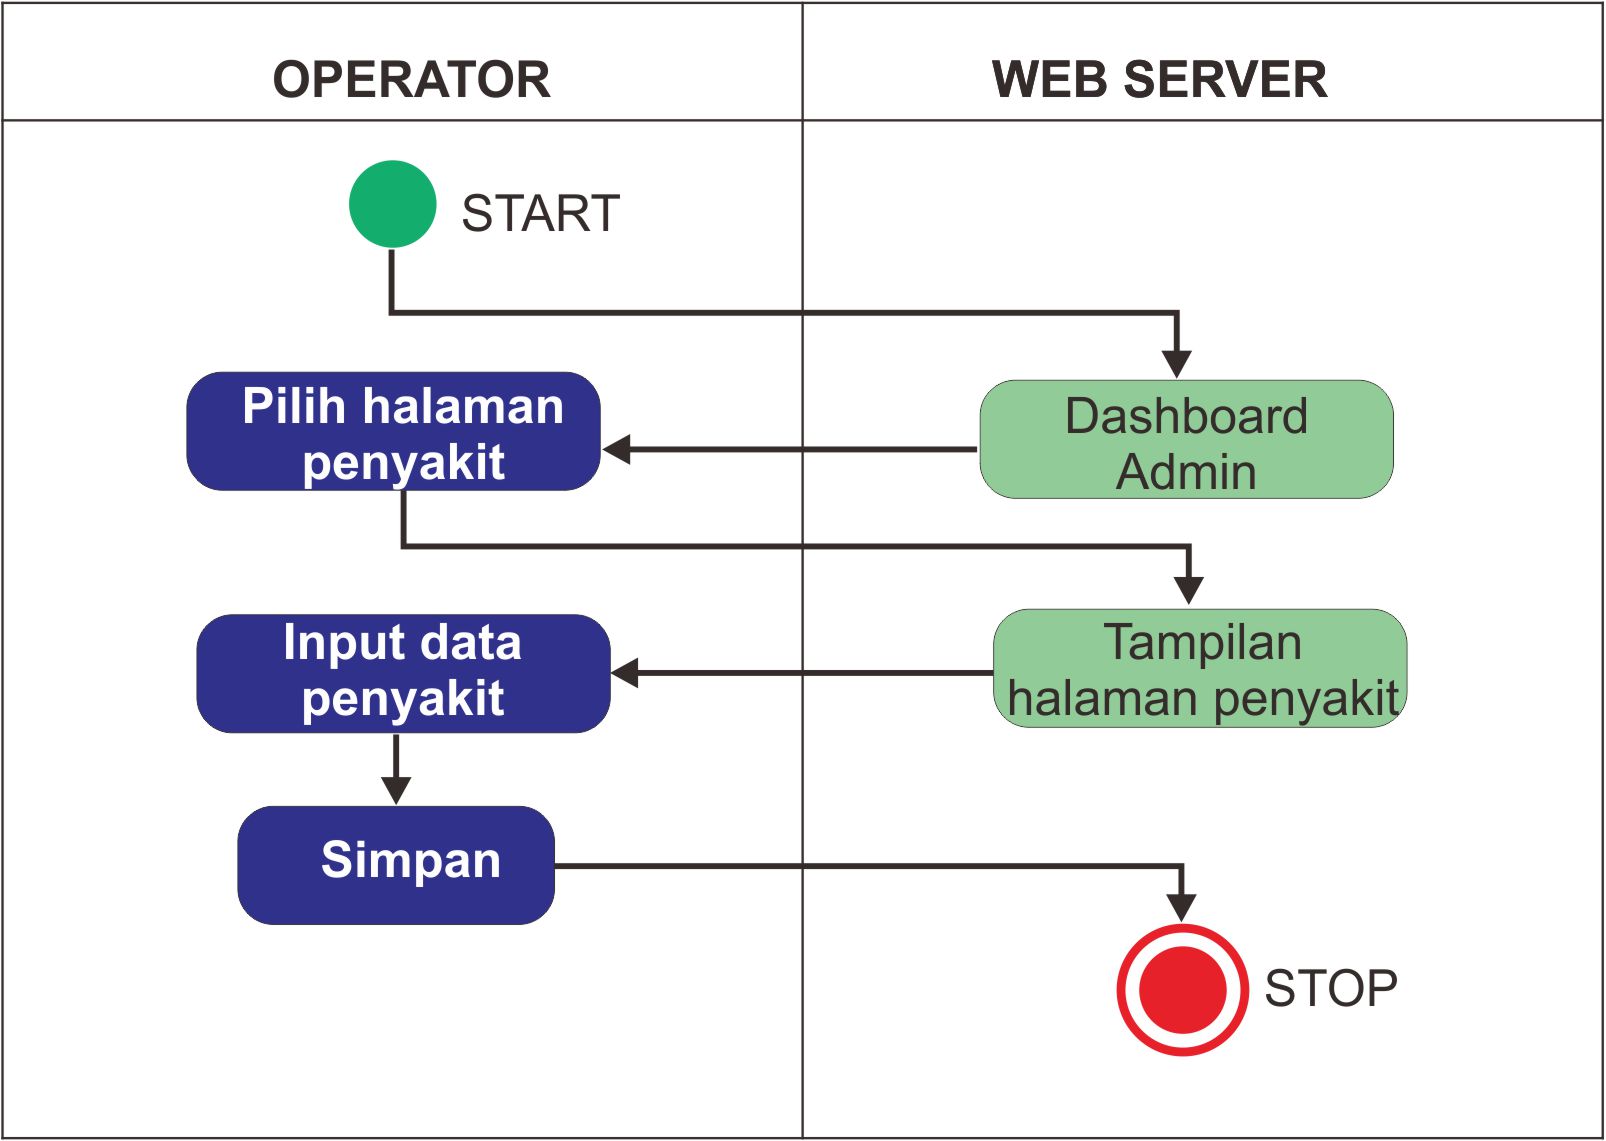 OPERATOR
WEB SERVER
START
Pilih halaman
penyakit
Dashboard
Admin
Input data
penyakit
Tampilan
halaman penyakit
Simpan
STOP